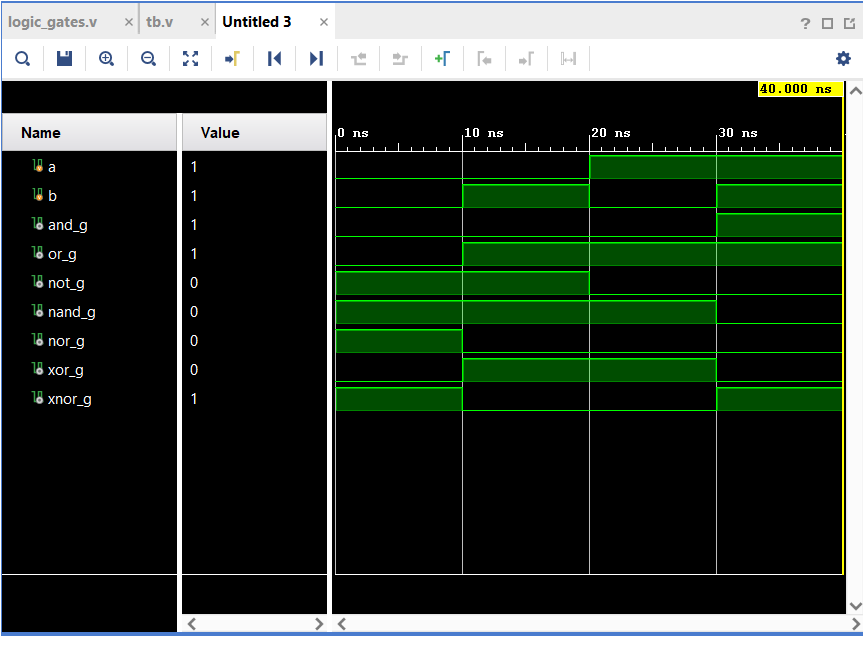 logic_gates.v × tb.v × Untitled 3 × ?
40.000 ns
Name Value 0 ns 10 ns 20 ns 30 ns
a 1
b 1
and_g 1
or_g 1
not_g 0
nand_g 0
nor_g 0
xor_g 0
xnor_g 1